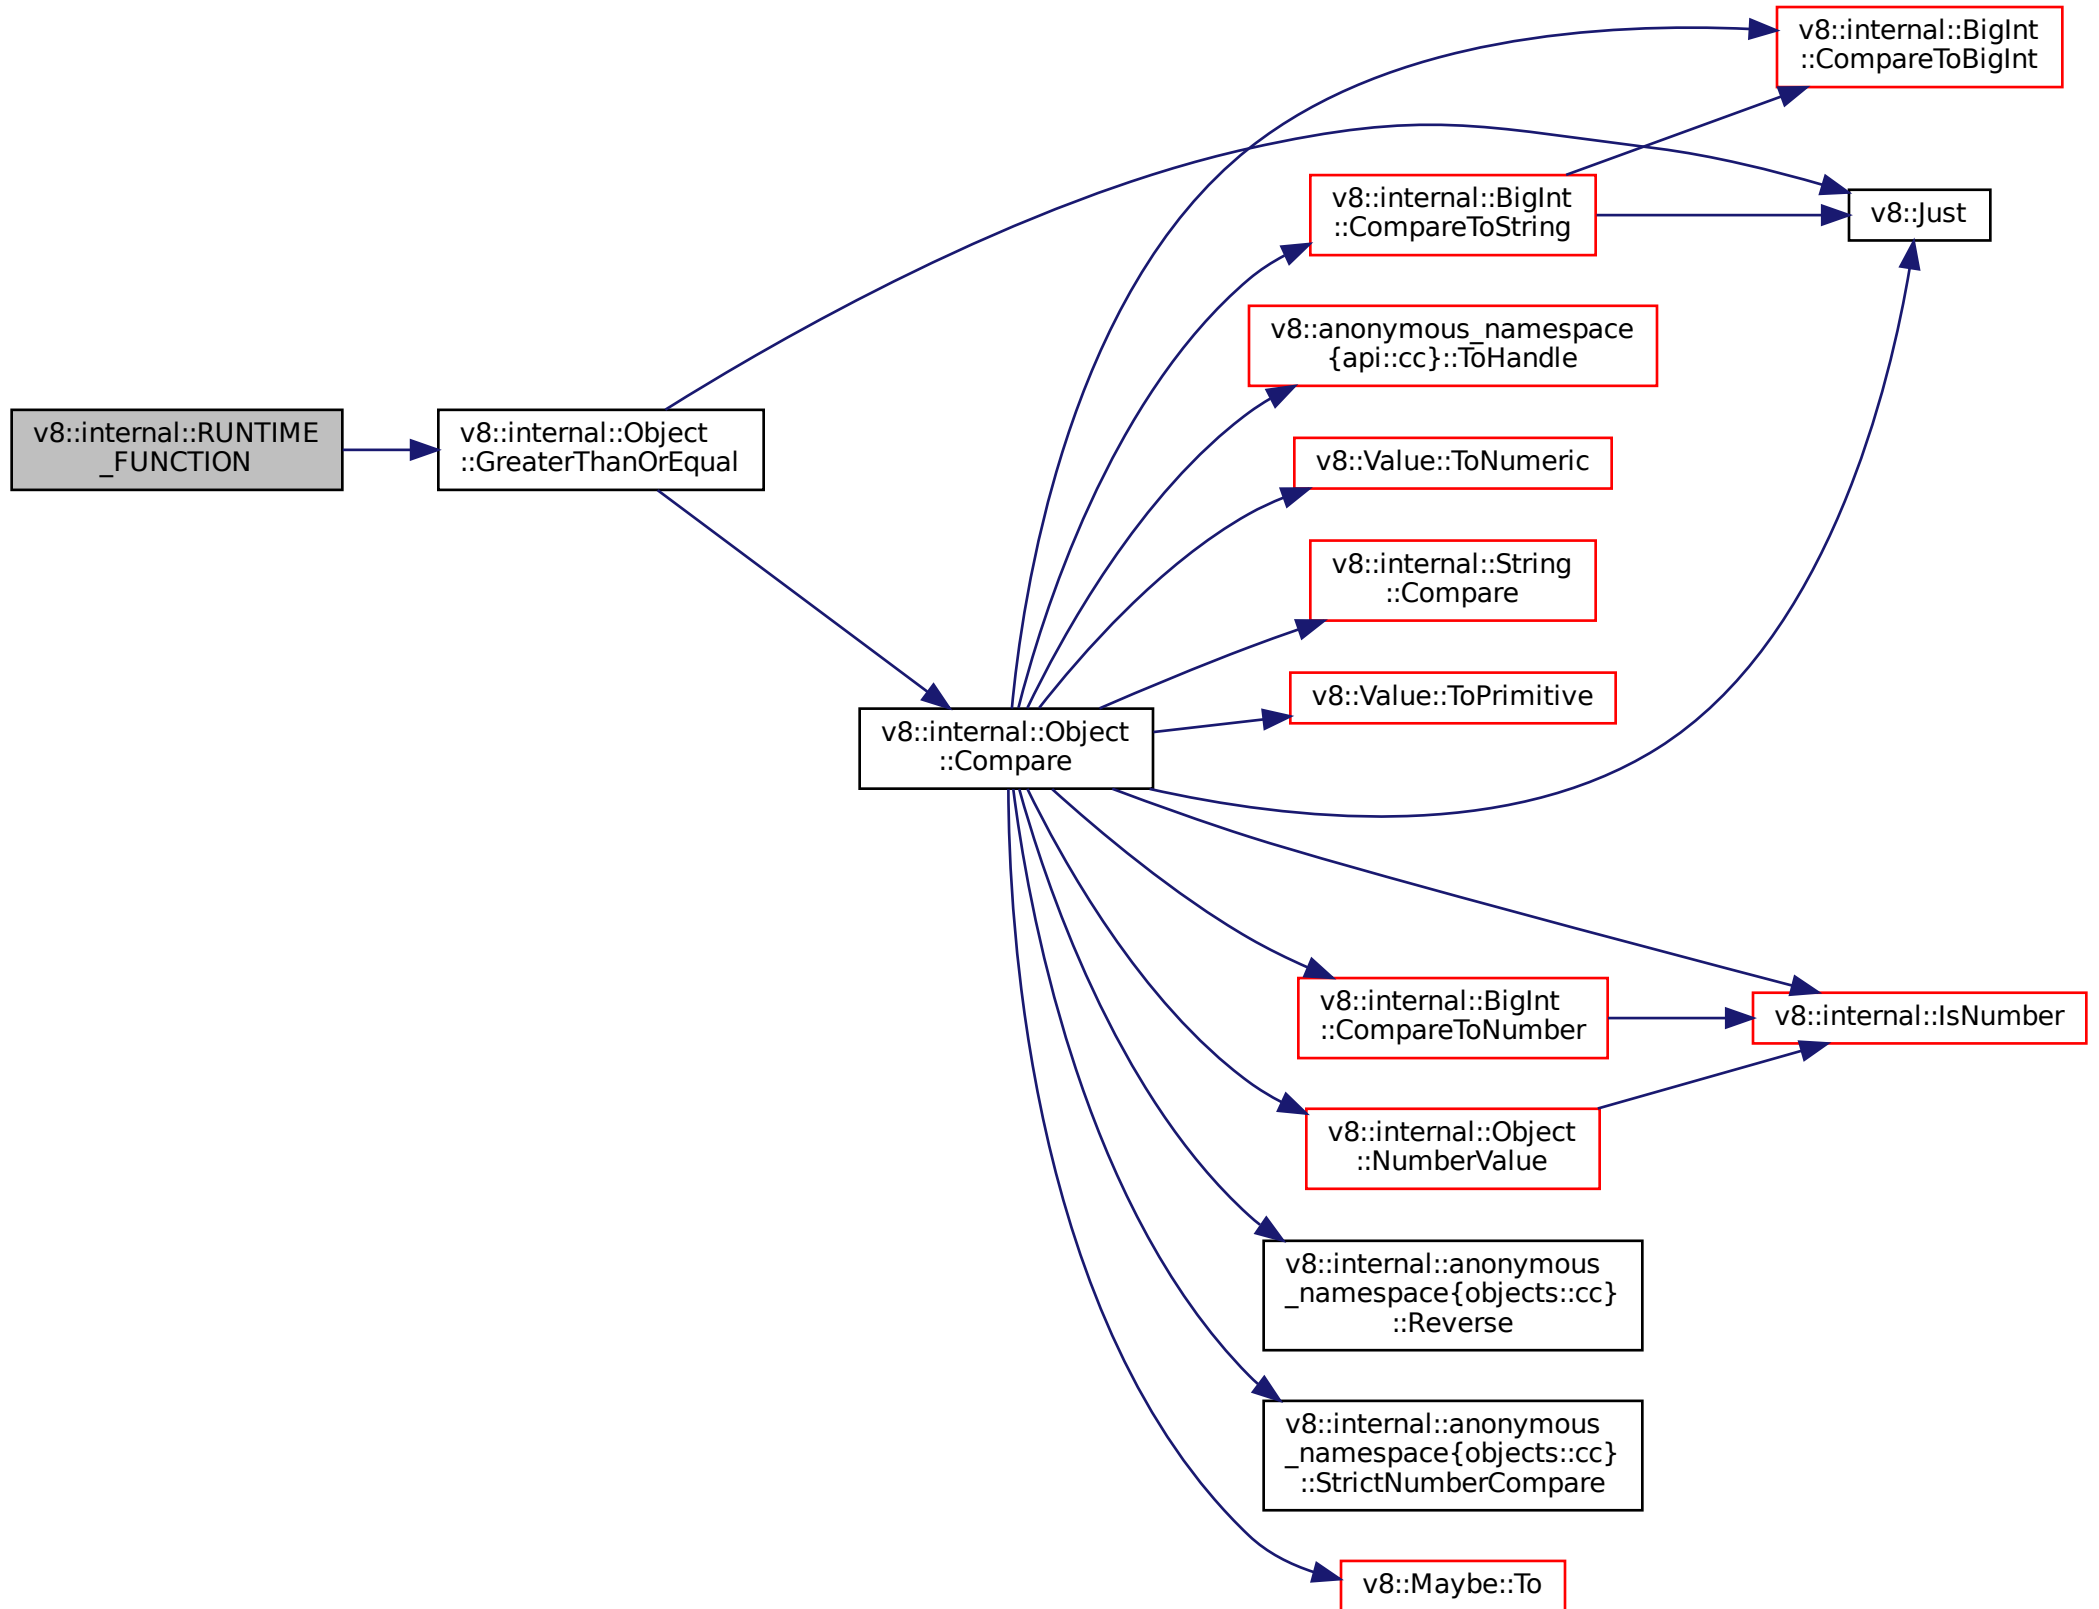 v8::internal::RUNTIME
_FUNCTION
v8::internal::Object
::GreaterThanOrEqual
v8::internal::Object
::Compare
v8::internal::BigInt
::CompareToBigInt
v8::internal::BigInt
::CompareToString
v8::Just
v8::anonymous_namespace
{api::cc}::ToHandle
v8::Value::ToNumeric
v8::internal::String
::Compare
v8::Value::ToPrimitive
v8::internal::BigInt
::CompareToNumber
v8::internal::IsNumber
v8::internal::Object
::NumberValue
v8::internal::anonymous
_namespace{objects::cc}
::Reverse
v8::internal::anonymous
_namespace{objects::cc}
::StrictNumberCompare
v8::Maybe::To